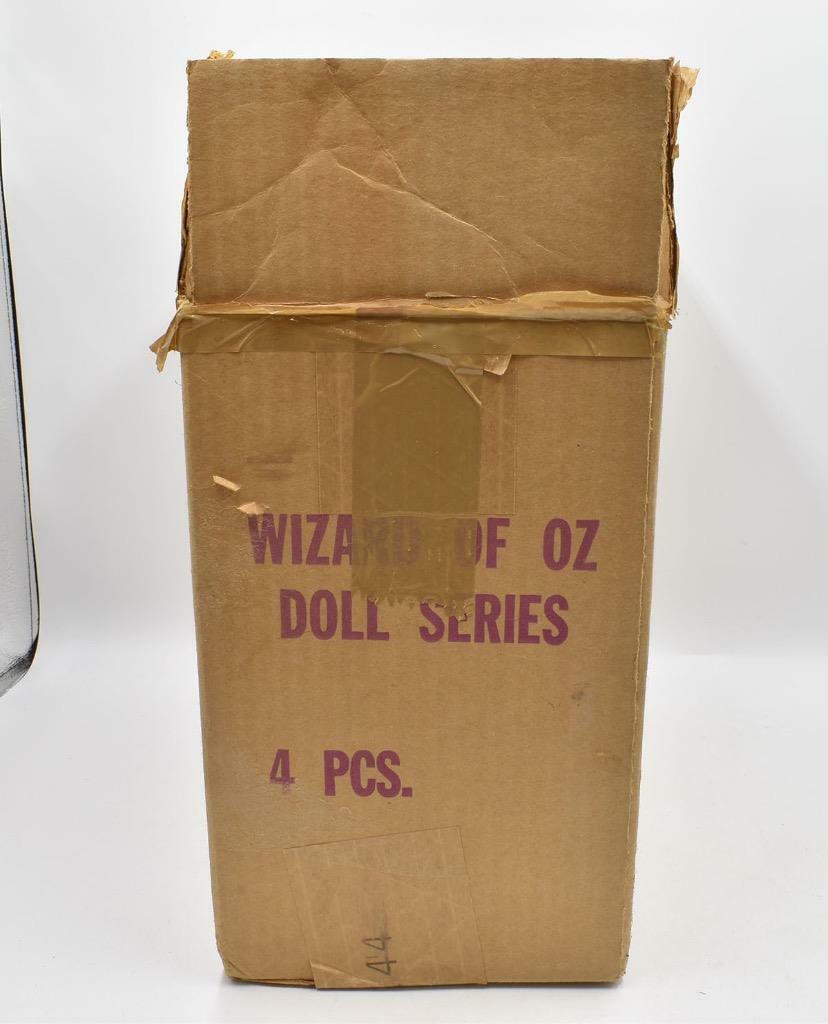 WIZARD OF OZ
DOLL SERIES
4 PCS.
44